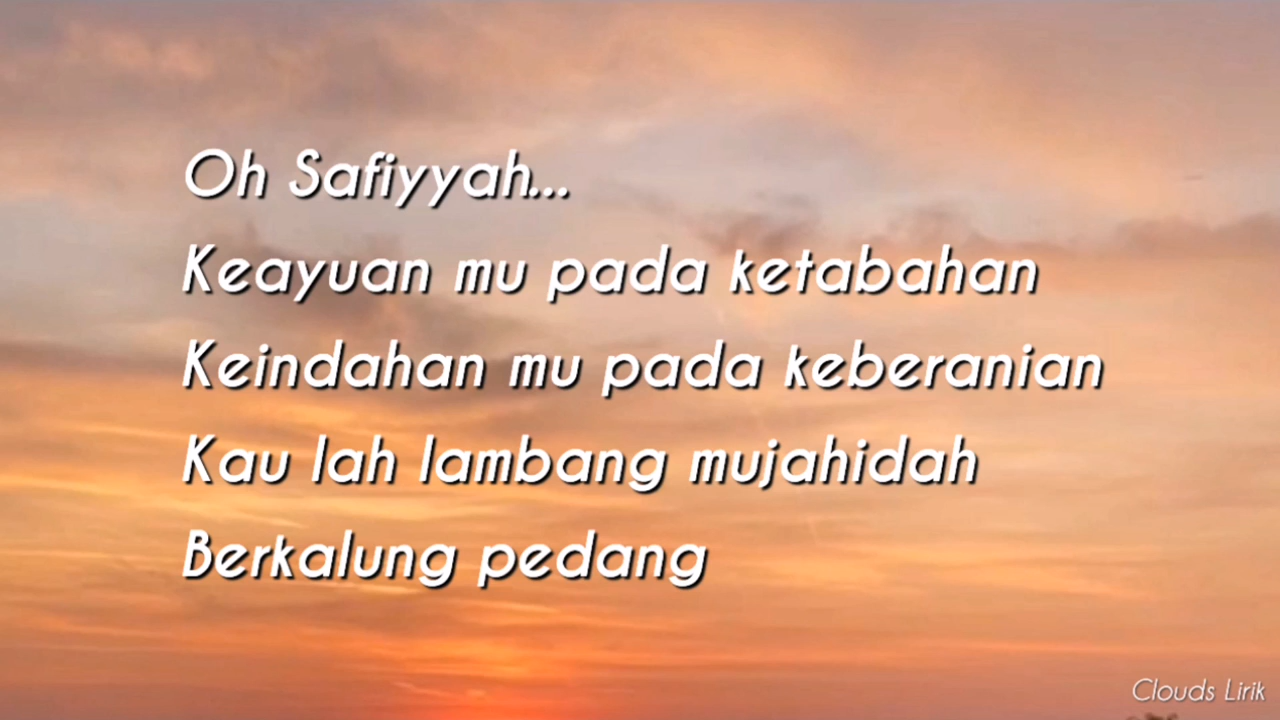 Oh Safiyyah...
Keayuan mu pada ketabahan
Keindahan mu pada keberanian
Kau lah lambang mujahidah
Berkalung pedang
Clouds Lirik